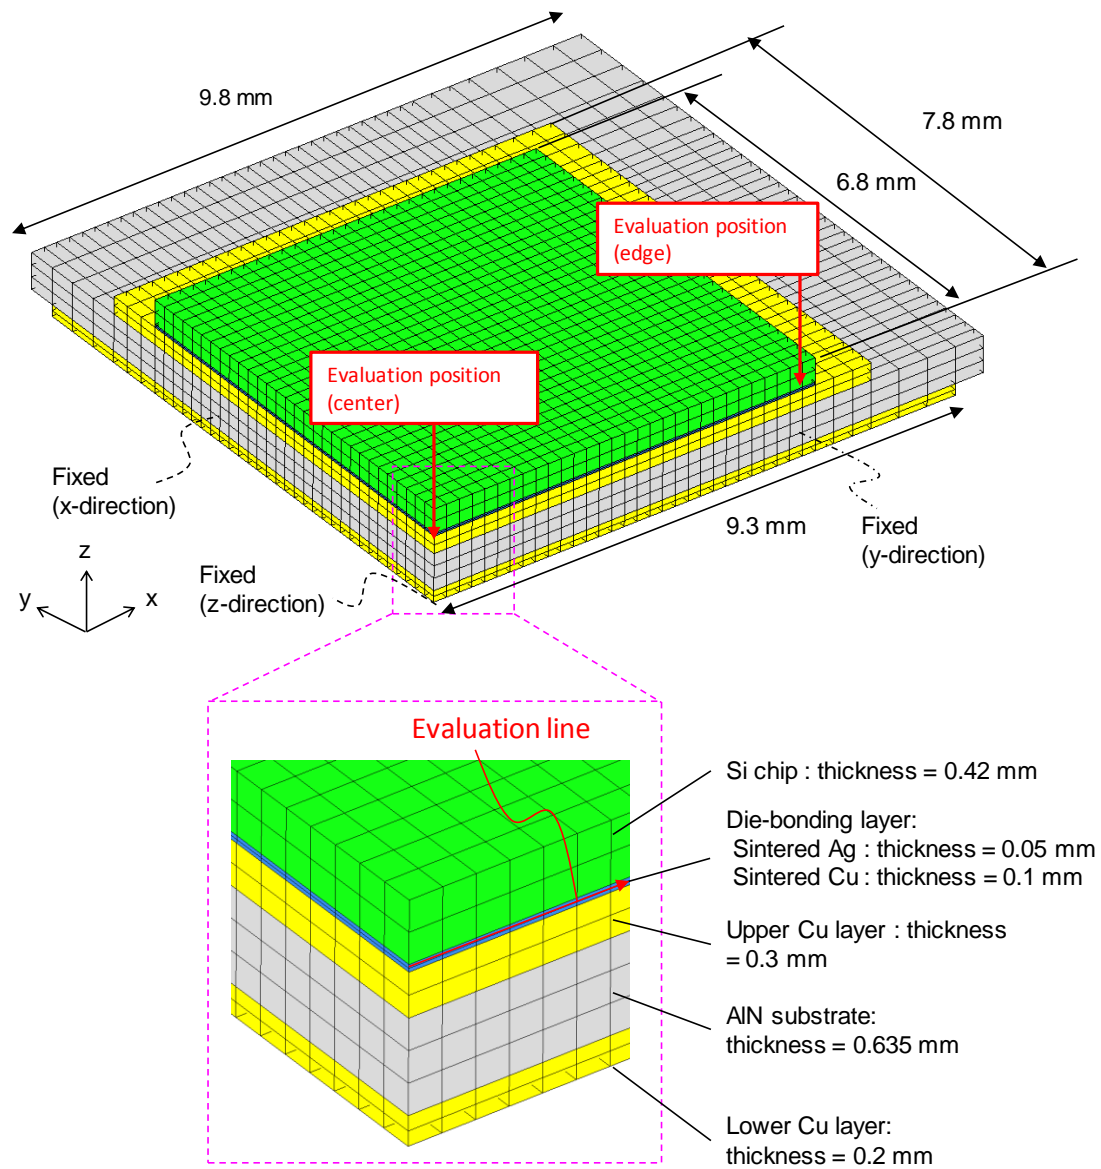 9.8 mm
7.8 mm
6.8 mm
Evaluation position
(edge)
Evaluation position
(center)
Fixed
(x-direction)
9.3 mm
Fixed
(y-direction)
Fixed
(z-direction)
z
y
x
Evaluation line
Si chip : thickness = 0.42 mm
Die-bonding layer:
Sintered Ag : thickness = 0.05 mm
Sintered Cu : thickness = 0.1 mm
Upper Cu layer : thickness
= 0.3 mm
AlN substrate:
thickness = 0.635 mm
Lower Cu layer:
thickness = 0.2 mm